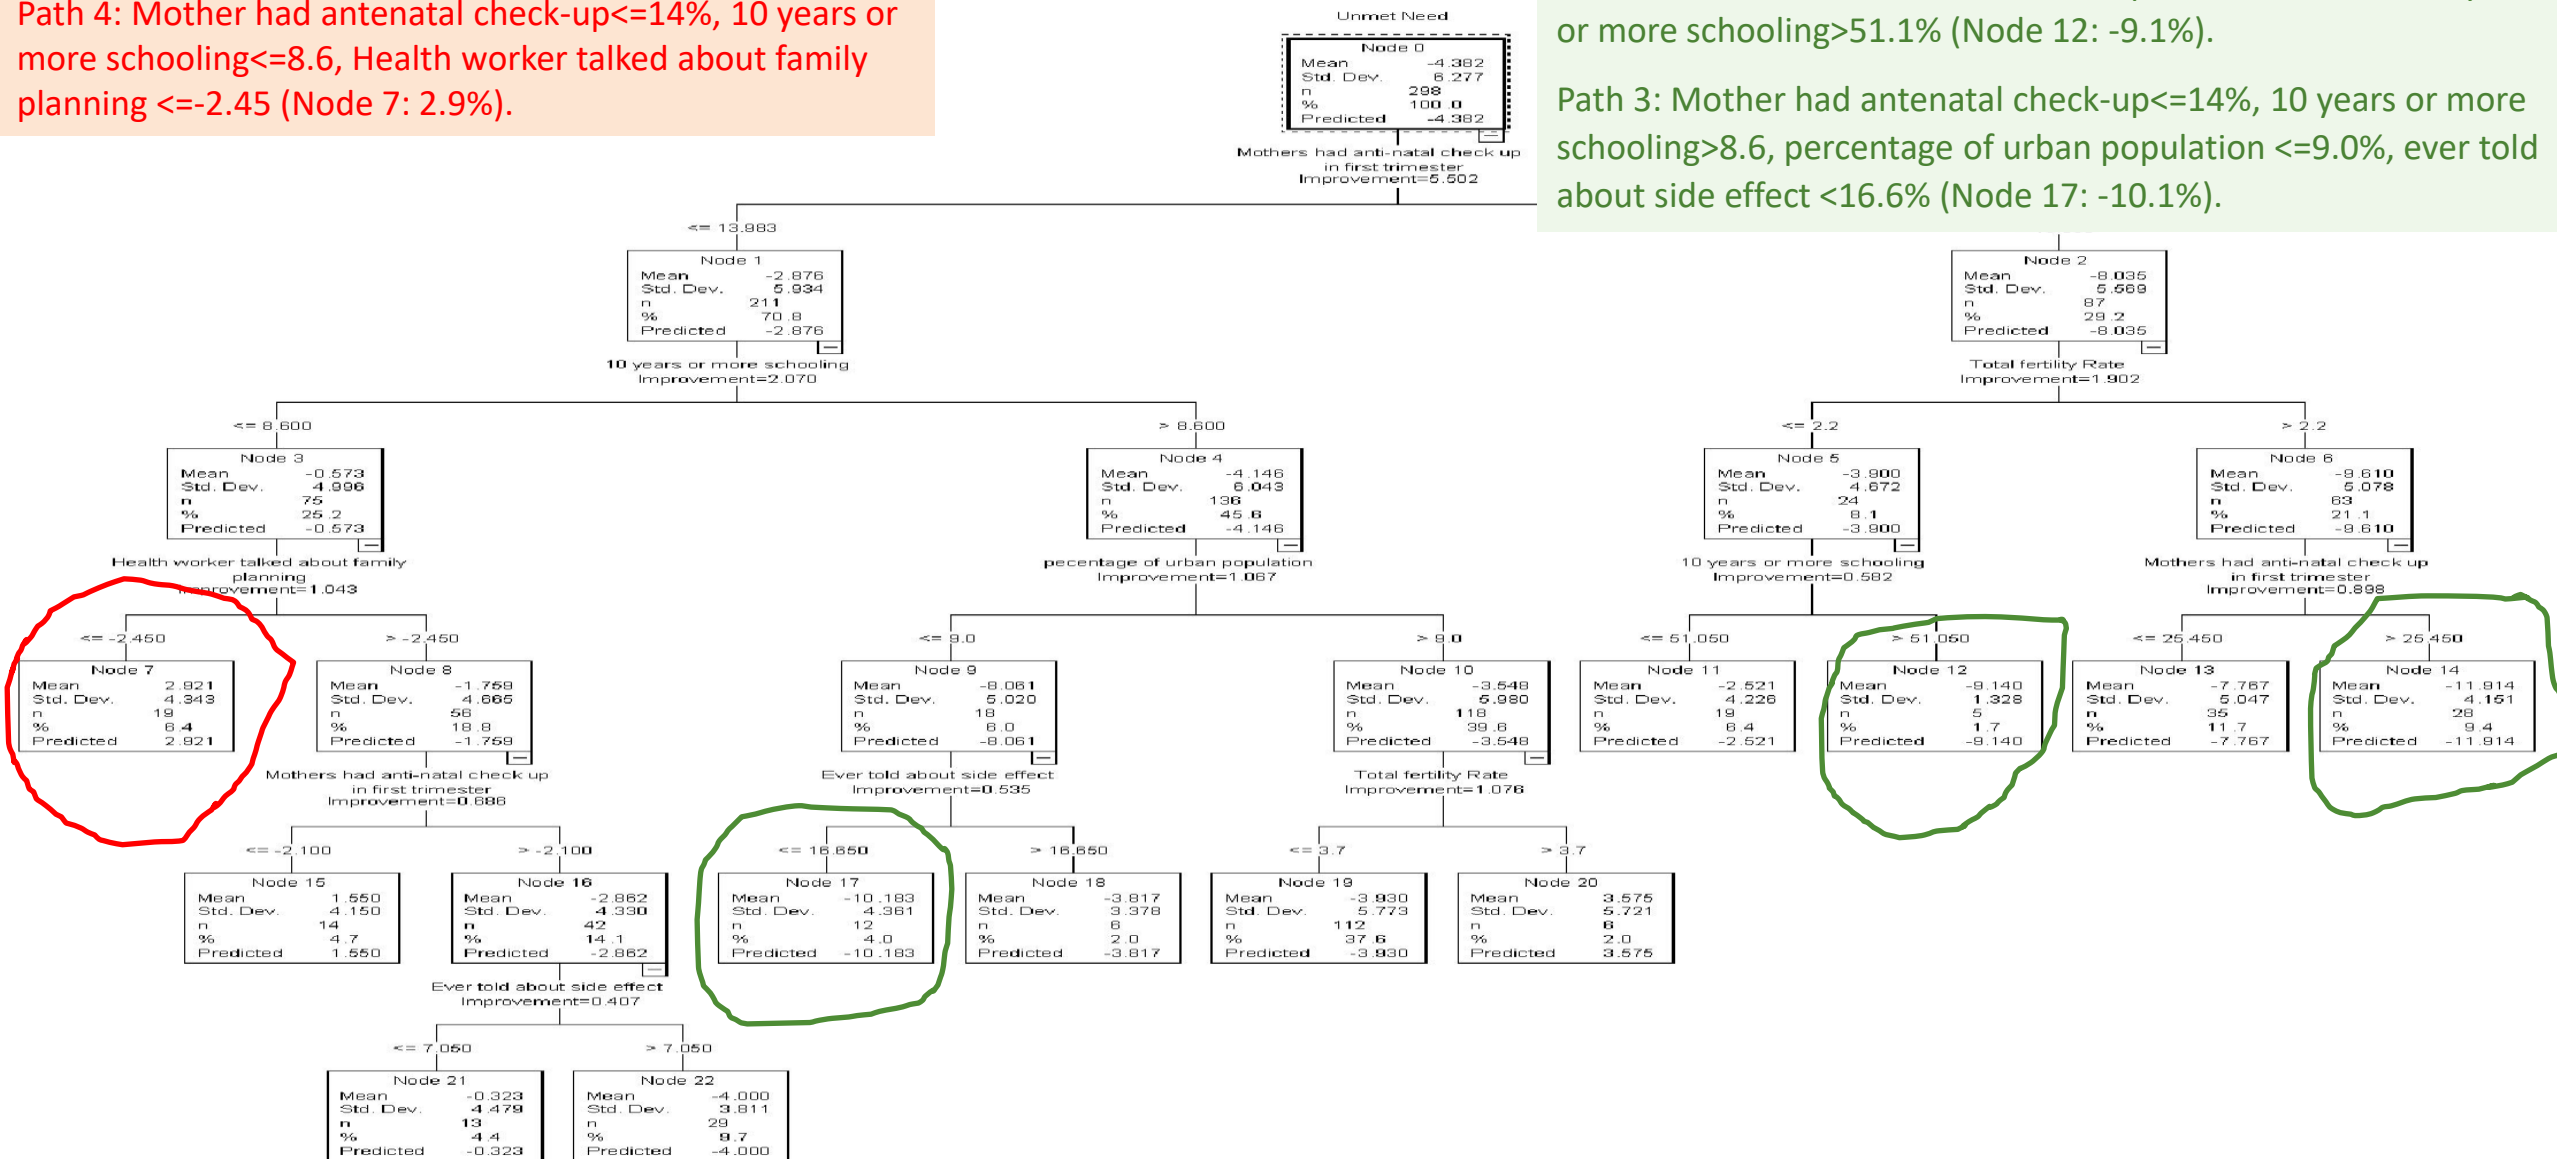 Path 4: Mother had antenatal check-up<=14%, 10 years or
more schooling<=8.6, Health worker talked about family
planning <=-2.45 (Node 7: 2.9%).
or more schooling>51.1% (Node 12: -9.1%).
Path 3: Mother had antenatal check-up<=14%, 10 years or more
schooling>8.6, percentage of urban population <=9.0%, ever told
about side effect <16.6% (Node 17: -10.1%).
Unmet Need
Node 0
Mean -4.382
Std. Dev. 6.277
n 298
% 100.0
Predicted -4.382
Mothers had anti-natal check up
in first trimester
Improvement=5.502
<= 13.983
Node 1
Mean -2.876
Std. Dev. 5.934
n 211
% 70.8
Predicted -2.876
10 years or more schooling
Improvement=2.070
Node 2
Mean -8.035
Std. Dev. 5.569
n 87
% 29.2
Predicted -8.035
Total fertility Rate
Improvement=1.902
<= 8.600
Node 3
Mean -0.573
Std. Dev. 4.996
n 75
% 25.2
Predicted -0.573
Health worker talked about family
planning
Improvement=1.043
> 8.600
Node 4
Mean -4.146
Std. Dev. 6.043
n 136
% 45.6
Predicted -4.146
pecentage of urban population
Improvement=1.067
<= 2.2
Node 5
Mean -3.900
Std. Dev. 4.672
n 24
% 8.1
Predicted -3.900
10 years or more schooling
Improvement=0.582
> 2.2
Node 6
Mean -9.610
Std. Dev. 5.078
n 63
% 21.1
Predicted -9.610
Mothers had anti-natal check up
in first trimester
Improvement=0.898
<= -2.450
Node 7
Mean 2.921
Std. Dev. 4.343
n 19
% 6.4
Predicted 2.921
> -2.450
Node 8
Mean -1.759
Std. Dev. 4.665
n 56
% 18.8
Predicted -1.759
Mothers had anti-natal check up
in first trimester
Improvement=0.686
<= 9.0
Node 9
Mean -8.061
Std. Dev. 5.020
n 18
% 6.0
Predicted -8.061
Ever told about side effect
Improvement=0.535
> 9.0
Node 10
Mean -3.548
Std. Dev. 5.980
n 118
% 39.6
Predicted -3.548
Total fertility Rate
Improvement=1.076
<= 51.050
Node 11
Mean -2.521
Std. Dev. 4.226
n 19
% 6.4
Predicted -2.521
> 51.050
Node 12
Mean -9.140
Std. Dev. 1.328
n 5
% 1.7
Predicted -9.140
<= 25.450
Node 13
Mean -7.767
Std. Dev. 5.047
n 35
% 11.7
Predicted -7.767
> 25.450
Node 14
Mean -11.914
Std. Dev. 4.151
n 28
% 9.4
Predicted -11.914
<= -2.100
Node 15
Mean 1.550
Std. Dev. 4.150
n 14
% 4.7
Predicted 1.550
> -2.100
Node 16
Mean -2.862
Std. Dev. 4.330
n 42
% 14.1
Predicted -2.862
Ever told about side effect
Improvement=0.407
<= 16.650
Node 17
Mean -10.183
Std. Dev. 4.361
n 12
% 4.0
Predicted -10.183
> 16.650
Node 18
Mean -3.817
Std. Dev. 3.378
n 6
% 2.0
Predicted -3.817
<= 3.7
Node 19
Mean -3.930
Std. Dev. 5.773
n 112
% 37.6
Predicted -3.930
> 3.7
Node 20
Mean 3.575
Std. Dev. 5.721
n 6
% 2.0
Predicted 3.575
<= 7.050
Node 21
Mean -0.323
Std. Dev. 4.479
n 13
% 4.4
Predicted -0.323
> 7.050
Node 22
Mean -4.000
Std. Dev. 3.811
n 29
% 9.7
Predicted -4.000